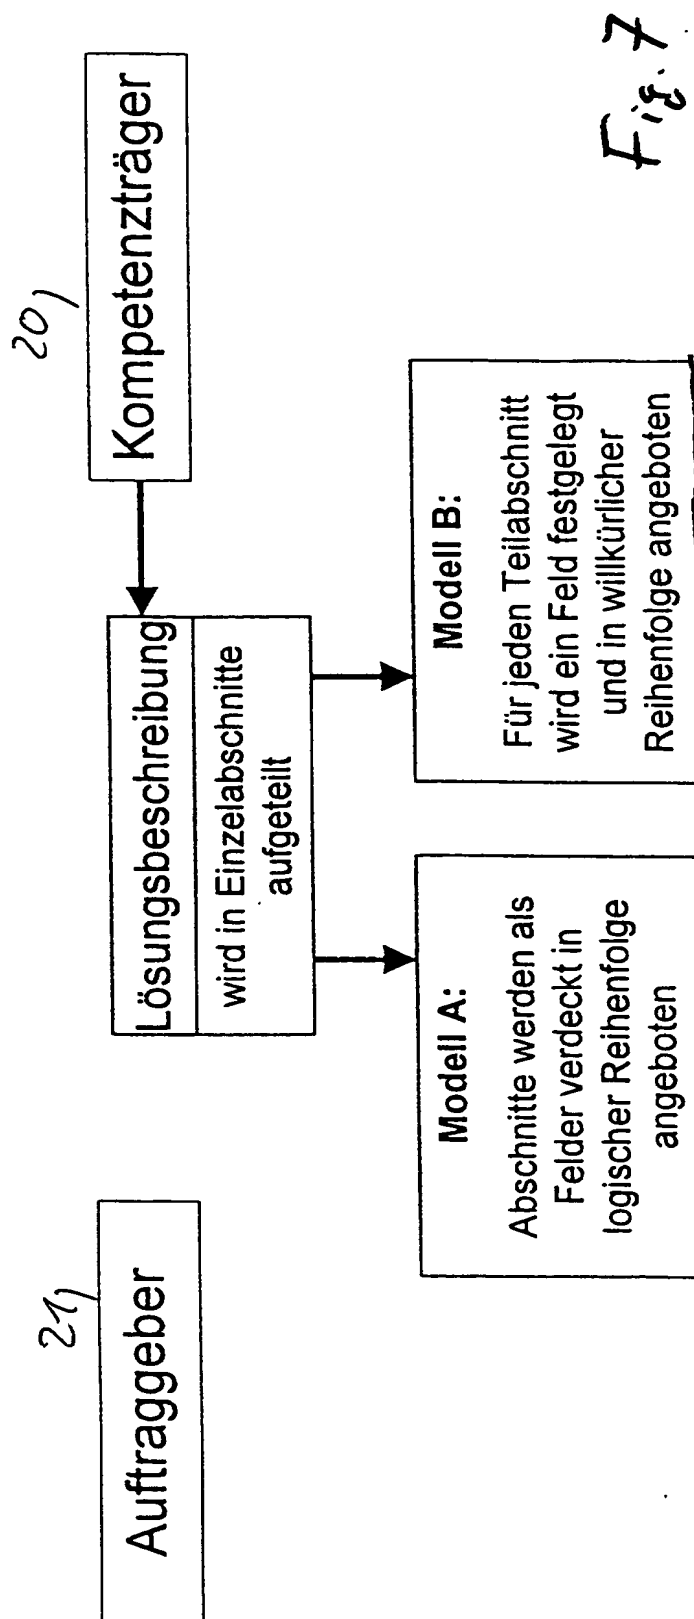 21
Auftraggeber
20
Kompetenzträger
Lösungsbeschreibung
wird in Einzelabschnitte
aufgeteilt
Modell A:
Abschnitte werden als
Felder verdeckt in
logischer Reihenfolge
angeboten
Modell B:
Für jeden Teilabschnitt
wird ein Feld festgelegt
und in willkürlicher
Reihenfolge angeboten
Fig. 7